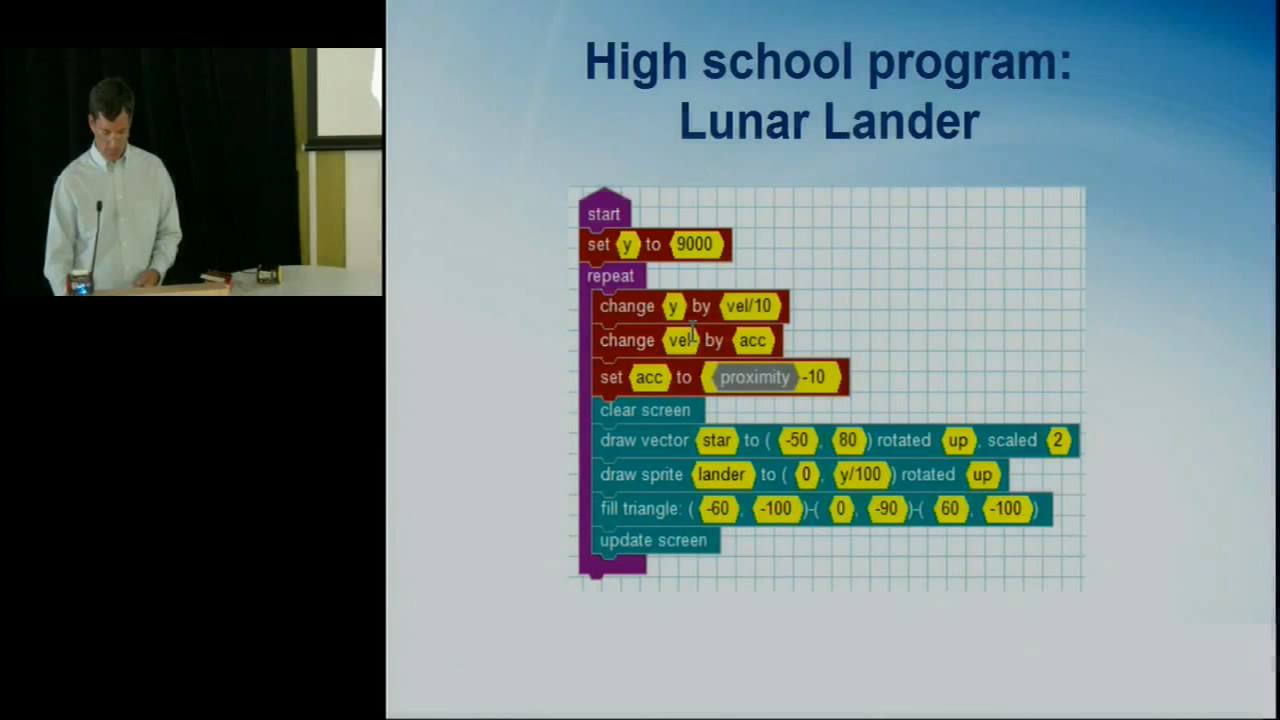 High school program:
Lunar Lander
start
set y to 9000
repeat
change y by vel/10
change vel by acc
set acc to proximity -10
clear screen
draw vector star to ( -50 , 80 ) rotated up , scaled 2
draw sprite lander to ( 0 , y/100 ) rotated up
fill triangle: ( -60 , -100 )-( 0 , -90 )-( 60 , -100 )
update screen